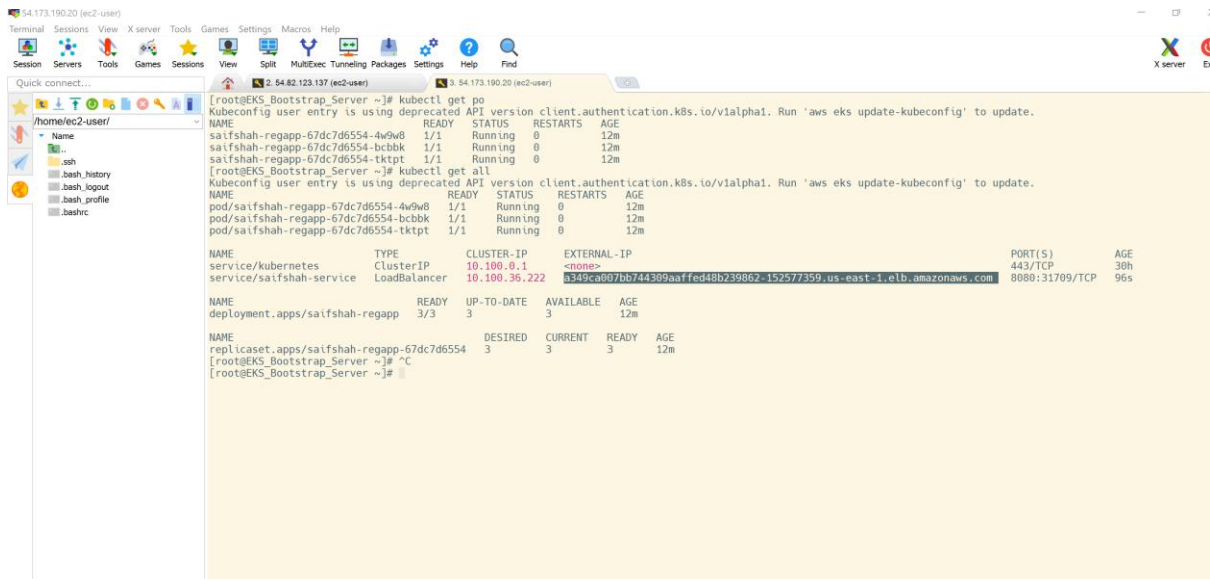 54.173.190.20 (ec2-user)
Terminal Sessions View X server Tools Games Settings Macros Help
Session Servers Tools Games Sessions View Split MultiExec Tunneling Packages Settings Help Find X server
Quick connect... 2. 54.82.123.137 (ec2-user) 3. 54.173.190.20 (ec2-user)
/home/ec2-user/
Name
..
.ssh
.bash_history
.bash_logout
.bash_profile
.bashrc
[root@EKS_Bootstrap_Server ~]# kubectl get po
Kubeconfig user entry is using deprecated API version client.authentication.k8s.io/v1alpha1. Run 'aws eks update-kubeconfig' to update.
NAME READY STATUS RESTARTS AGE
saifshah-regapp-67dc7d6554-4w9w8 1/1 Running 0 12m
saifshah-regapp-67dc7d6554-bcbbk 1/1 Running 0 12m
saifshah-regapp-67dc7d6554-tktpt 1/1 Running 0 12m
[root@EKS_Bootstrap_Server ~]# kubectl get all
Kubeconfig user entry is using deprecated API version client.authentication.k8s.io/v1alpha1. Run 'aws eks update-kubeconfig' to update.
NAME READY STATUS RESTARTS AGE
pod/saifshah-regapp-67dc7d6554-4w9w8 1/1 Running 0 12m
pod/saifshah-regapp-67dc7d6554-bcbbk 1/1 Running 0 12m
pod/saifshah-regapp-67dc7d6554-tktpt 1/1 Running 0 12m
NAME TYPE CLUSTER-IP EXTERNAL-IP PORT(S) AGE
service/kubernetes ClusterIP 10.100.0.1 <none> 443/TCP 30h
service/saifshah-service LoadBalancer 10.100.36.222 a349ca007bb744309aaffed48b239862-152577359.us-east-1.elb.amazonaws.com 8080:31709/TCP 96s
NAME READY UP-TO-DATE AVAILABLE AGE
deployment.apps/saifshah-regapp 3/3 3 3 12m
NAME DESIRED CURRENT READY AGE
replicaset.apps/saifshah-regapp-67dc7d6554 3 3 3 12m
[root@EKS_Bootstrap_Server ~]# ^C
[root@EKS_Bootstrap_Server ~]#